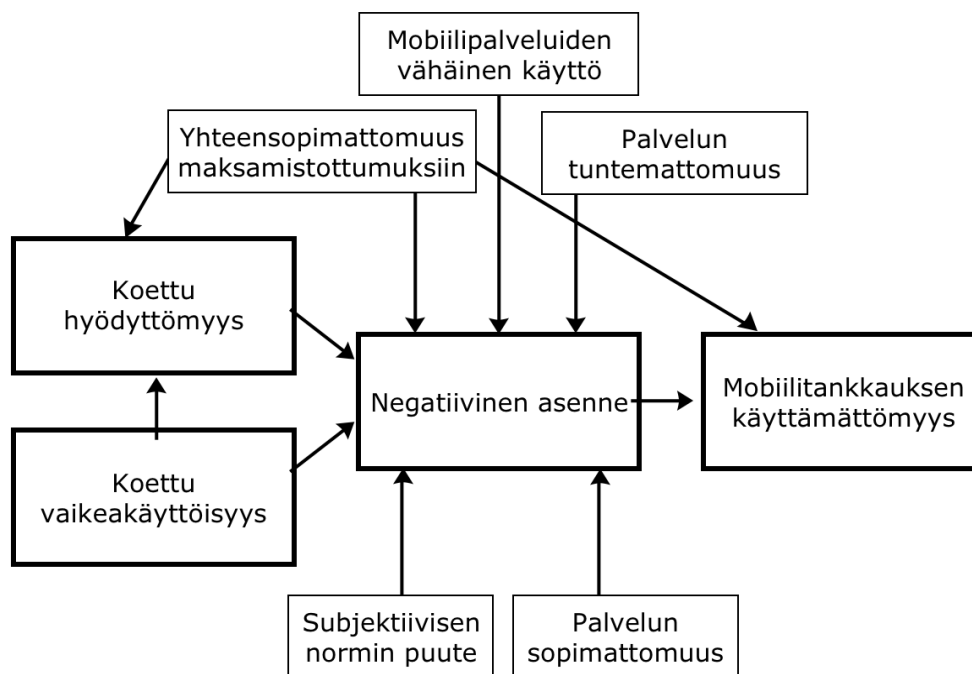 Mobiilipalveluiden
vähäinen käyttö
Yhteensopimattomuus
maksamistottumuksiin
Palvelun
tuntemattomuus
Koettu
hyödyttömyys
Negatiivinen asenne
Mobiilitankkauksen
käyttämättömyys
Koettu
vaikeakäyttöisyys
Subjektiivisen
normin puute
Palvelun
sopimattomuus